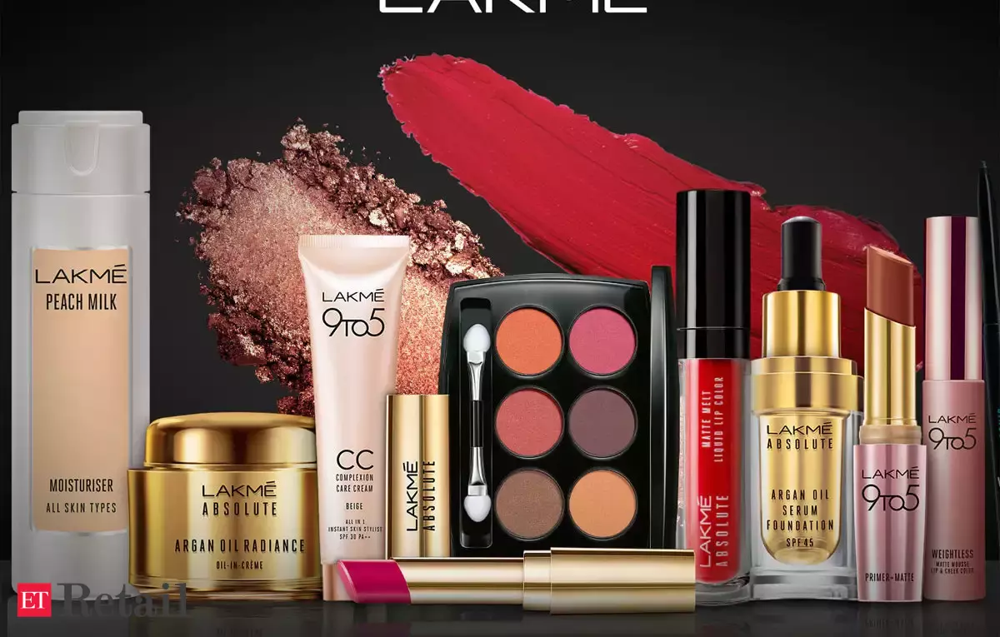 LAKMÉ
LAKMÉ
PEACH MILK
MOISTURISER
ALL SKIN TYPES
LAKMÉ
ABSOLUTE
ARGAN OIL RADIANCE
OIL-IN-CRÈME
LAKMÉ
9TO5
CC
COMPLEXION
CARE CREAM
BEIGE
ALL IN 1
INSTANT SKIN STYLIST
SPF 30 PA++
LAKMÉ
ABSOLUTE
MATTE MELT
LIQUID LIP COLOR
LAKMÉ
ABSOLUTE
LAKMÉ
ABSOLUTE
ARGAN OIL
SERUM
FOUNDATION
SPF 45
LAKMÉ
9TO5
PRIMER+MATTE
LAKMÉ
9TO5
WEIGHTLESS
MATTE MOUSSE
LIP & CHEEK COLOR
ET Retail